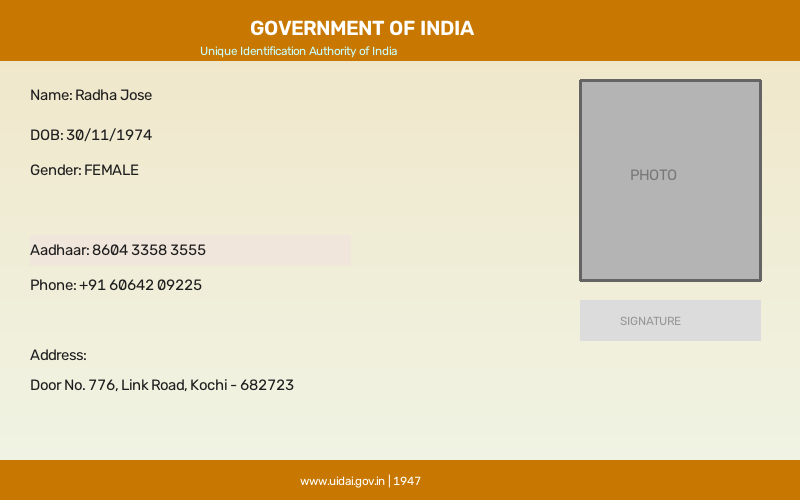 GOVERNMENT OF INDIA
Unique Identification Authority of India
Name: Radha Jose
DOB: 30/11/1974
Gender: FEMALE
PHOTO
Aadhaar: 8604 3358 3555
Phone: +91 60642 09225
SIGNATURE
Address:
Door No. 776, Link Road, Kochi - 682723
www.uidai.gov.in | 1947